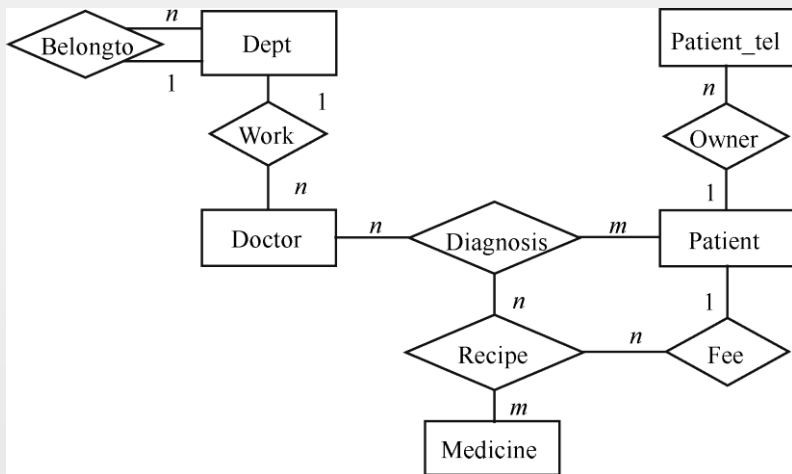 n
Belongto
Dept
1
Patient_tel
n
1
Work
Owner
n
1
Doctor
n
Diagnosis
m
Patient
n
1
Recipe
n
Fee
m
Medicine